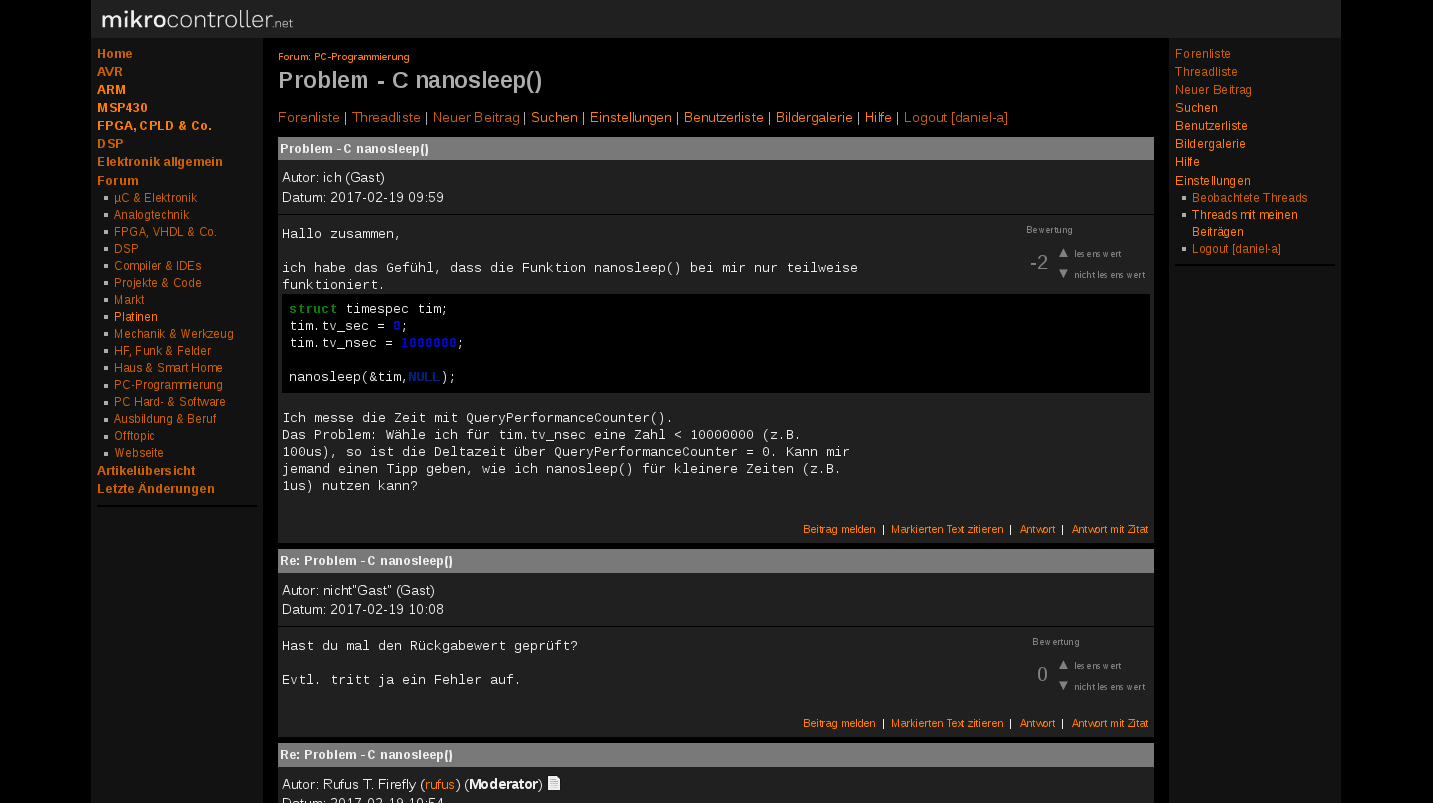 mikrocontroller.net
Home
AVR
ARM
MSP430
FPGA, CPLD & Co.
DSP
Elektronik allgemein
Forum
µC & Elektronik
Analogtechnik
FPGA, VHDL & Co.
DSP
Compiler & IDEs
Projekte & Code
Markt
Platinen
Mechanik & Werkzeug
HF, Funk & Felder
Haus & Smart Home
PC-Programmierung
PC Hard- & Software
Ausbildung & Beruf
Offtopic
Webseite
Artikelübersicht
Letzte Änderungen
Forum: PC-Programmierung
Problem - C nanosleep()
Forenliste | Threadliste | Neuer Beitrag | Suchen | Einstellungen | Benutzerliste | Bildergalerie | Hilfe | Logout [daniel-a]
Problem - C nanosleep()
Autor: ich (Gast)
Datum: 2017-02-19 09:59
Bewertung
-2
▲ lesenswert
▼ nicht lesenswert
Hallo zusammen,
ich habe das Gefühl, dass die Funktion nanosleep() bei mir nur teilweise
funktioniert.
struct timespec tim;
tim.tv_sec = 0;
tim.tv_nsec = 1000000;
nanosleep(&tim,NULL);
Ich messe die Zeit mit QueryPerformanceCounter().
Das Problem: Wähle ich für tim.tv_nsec eine Zahl < 10000000 (z.B.
100us), so ist die Deltazeit über QueryPerformanceCounter = 0. Kann mir
jemand einen Tipp geben, wie ich nanosleep() für kleinere Zeiten (z.B.
1us) nutzen kann?
Beitrag melden | Markierten Text zitieren | Antwort | Antwort mit Zitat
Re: Problem - C nanosleep()
Autor: nicht"Gast" (Gast)
Datum: 2017-02-19 10:08
Bewertung
0
▲ lesenswert
▼ nicht lesenswert
Hast du mal den Rückgabewert geprüft?
Evtl. tritt ja ein Fehler auf.
Beitrag melden | Markierten Text zitieren | Antwort | Antwort mit Zitat
Re: Problem - C nanosleep()
Autor: Rufus T. Firefly (rufus) (Moderator)
Datum: 2017-02-19 10:54
Forenliste
Threadliste
Neuer Beitrag
Suchen
Benutzerliste
Bildergalerie
Hilfe
Einstellungen
Beobachtete Threads
Threads mit meinen
Beiträgen
Logout [daniel-a]